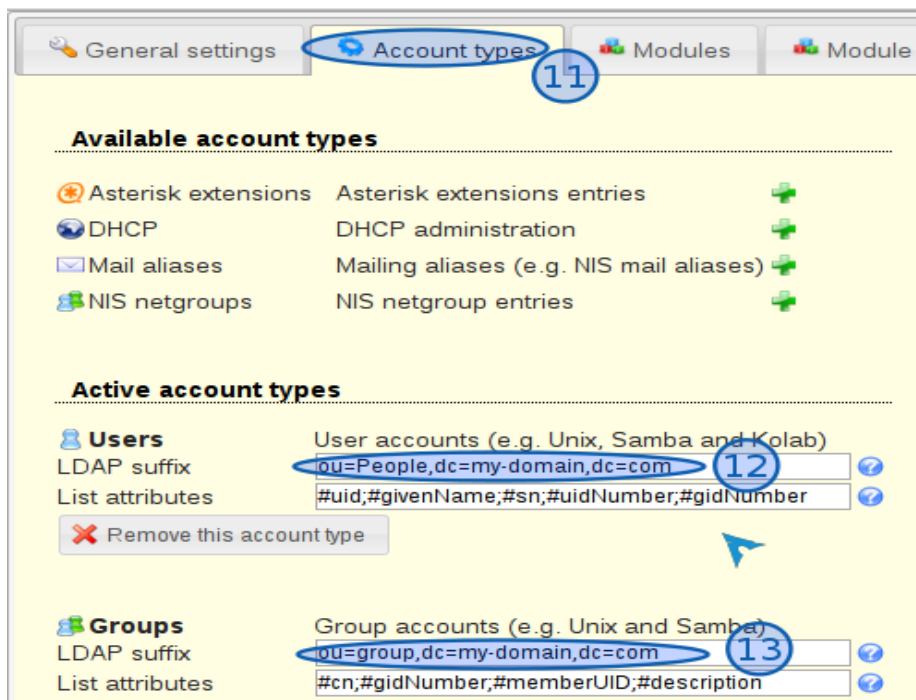 General settings Account types Modules Module
11
Available account types
Asterisk extensions Asterisk extensions entries
DHCP DHCP administration
Mail aliases Mailing aliases (e.g. NIS mail aliases)
NIS netgroups NIS netgroup entries
Active account types
Users User accounts (e.g. Unix, Samba and Kolab)
LDAP suffix ou=People,dc=my-domain,dc=com 12
List attributes #uid;#givenName;#sn;#uidNumber;#gidNumber
Remove this account type
Groups Group accounts (e.g. Unix and Samba)
LDAP suffix ou=group,dc=my-domain,dc=com 13
List attributes #cn;#gidNumber;#memberUID;#description